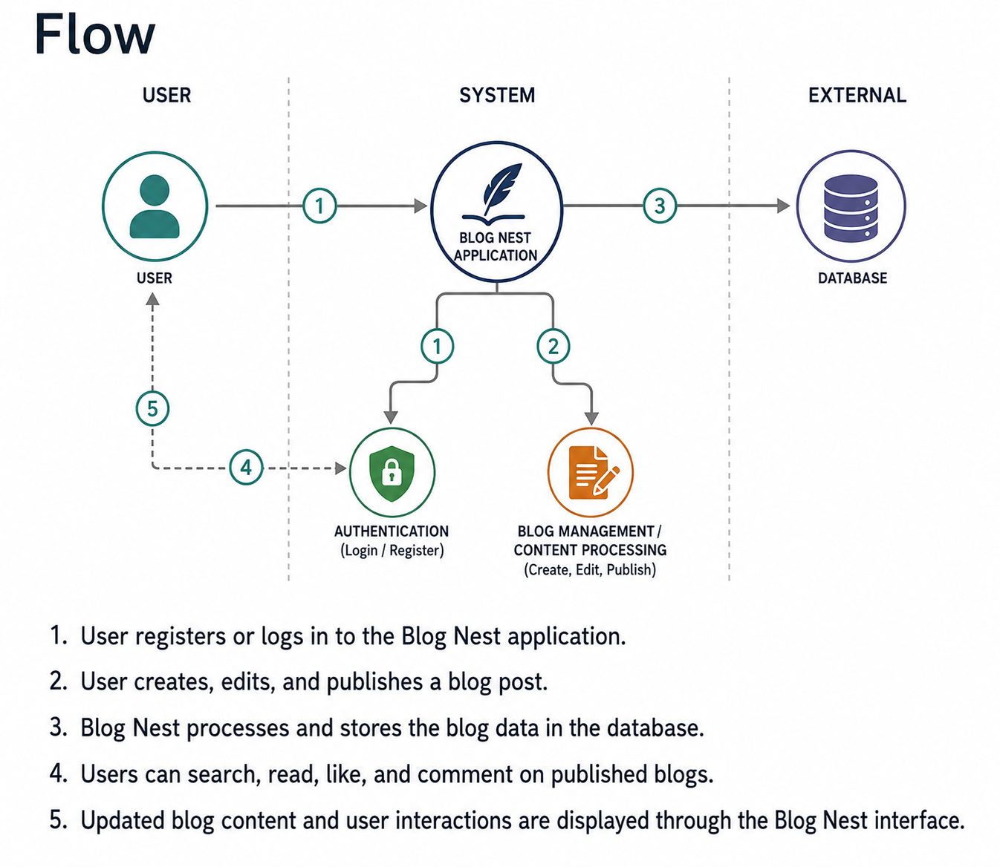 Flow
USER
SYSTEM
EXTERNAL
1
3
BLOG NEST
APPLICATION
USER
DATABASE
1
2
5
4
AUTHENTICATION
(Login / Register)
BLOG MANAGEMENT /
CONTENT PROCESSING
(Create, Edit, Publish)
1. User registers or logs in to the Blog Nest application.
2. User creates, edits, and publishes a blog post.
3. Blog Nest processes and stores the blog data in the database.
4. Users can search, read, like, and comment on published blogs.
5. Updated blog content and user interactions are displayed through the Blog Nest interface.